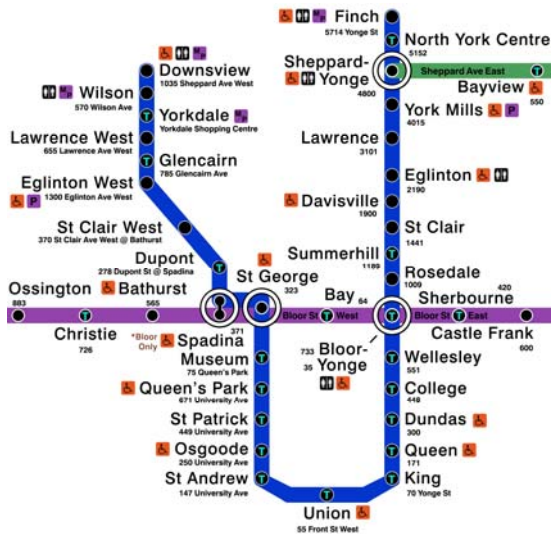 Finch
5714 Yonge St
North York Centre
5152
Sheppard-
Yonge
4800
Sheppard Ave East
Bayview
550
Downsview
1035 Sheppard Ave West
Wilson
570 Wilson Ave
Yorkdale
Yorkdale Shopping Centre
Lawrence West
655 Lawrence Ave West
Glencairn
785 Glencairn Ave
Eglinton West
1300 Eglinton Ave West
P
York Mills
P
4015
Lawrence
3101
Eglinton
2190
Davisville
1900
St Clair West
370 St Clair Ave West @ Bathurst
St Clair
1441
Dupont
278 Dupont St @ Spadina
Summerhill
1189
St George
323
Rosedale
1009
Ossington
883
Bathurst
565
Bay
64
Sherbourne
420
Bloor St West
Bloor St East
Christie
726
371
Castle Frank
600
*Bloor
Only
Spadina
Museum
75 Queen's Park
733
35
Bloor-
Yonge
Wellesley
551
Queen's Park
671 University Ave
College
448
St Patrick
449 University Ave
Dundas
300
Osgoode
250 University Ave
Queen
171
St Andrew
147 University Ave
King
70 Yonge St
Union
55 Front St West